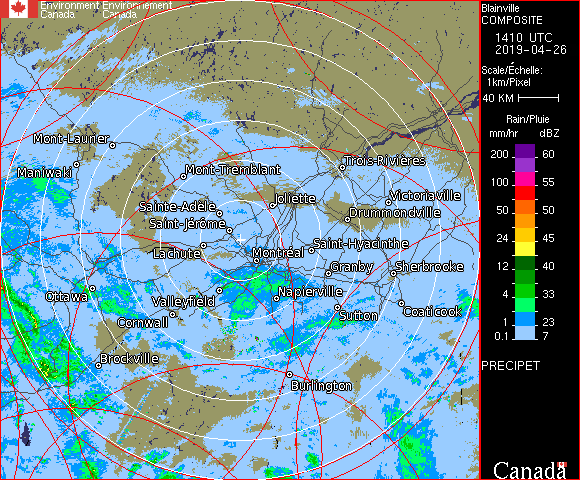 Environment Environnement
Canada Canada
Blainville
COMPOSITE
1410 UTC
2019-04-26
Scale/Échelle:
1km/Pixel
40 KM
Rain/Pluie
mm/hr dBZ
200 60
150 57
100 55
50 50
24 45
12 40
4 33
1 23
0.1 7
PRECIPET
Canada
Mont-Laurier
Maniwaki
Mont-Tremblant
Trois-Rivières
Sainte-Adèle
Joliette
Victoriaville
Drummondville
Saint-Jérôme
Lachute
Montréal
Saint-Hyacinthe
Granby
Sherbrooke
Ottawa
Valleyfield
Napierville
Cornwall
Sutton
Coaticook
Brockville
Burlington